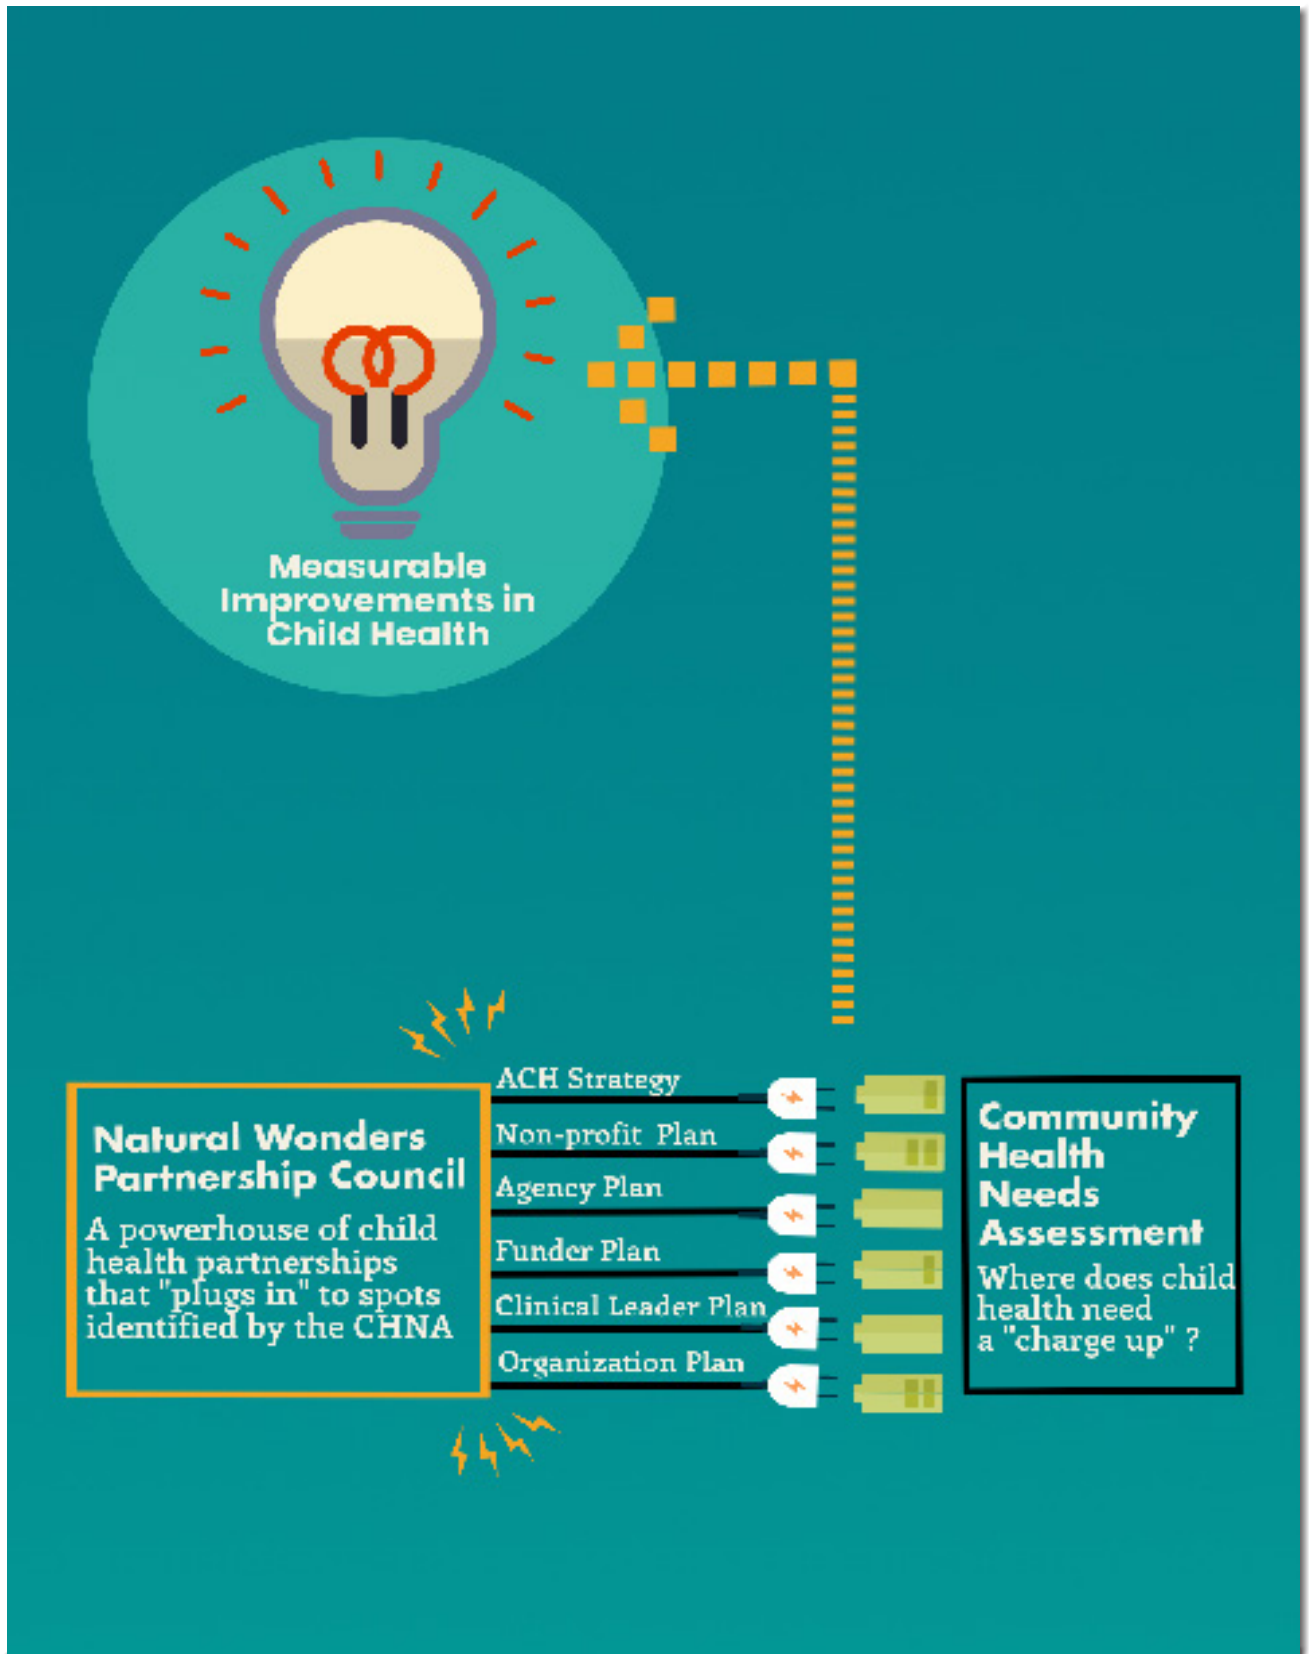 Measurable
Improvements in
Child Health
Natural Wonders
Partnership Council
A powerhouse of child
health partnerships
that "plugs in" to spots
identified by the CHNA
ACH Strategy
Non-profit Plan
Agency Plan
Funder Plan
Clinical Leader Plan
Organization Plan
Community
Health
Needs
Assessment
Where does child
health need
a "charge up" ?